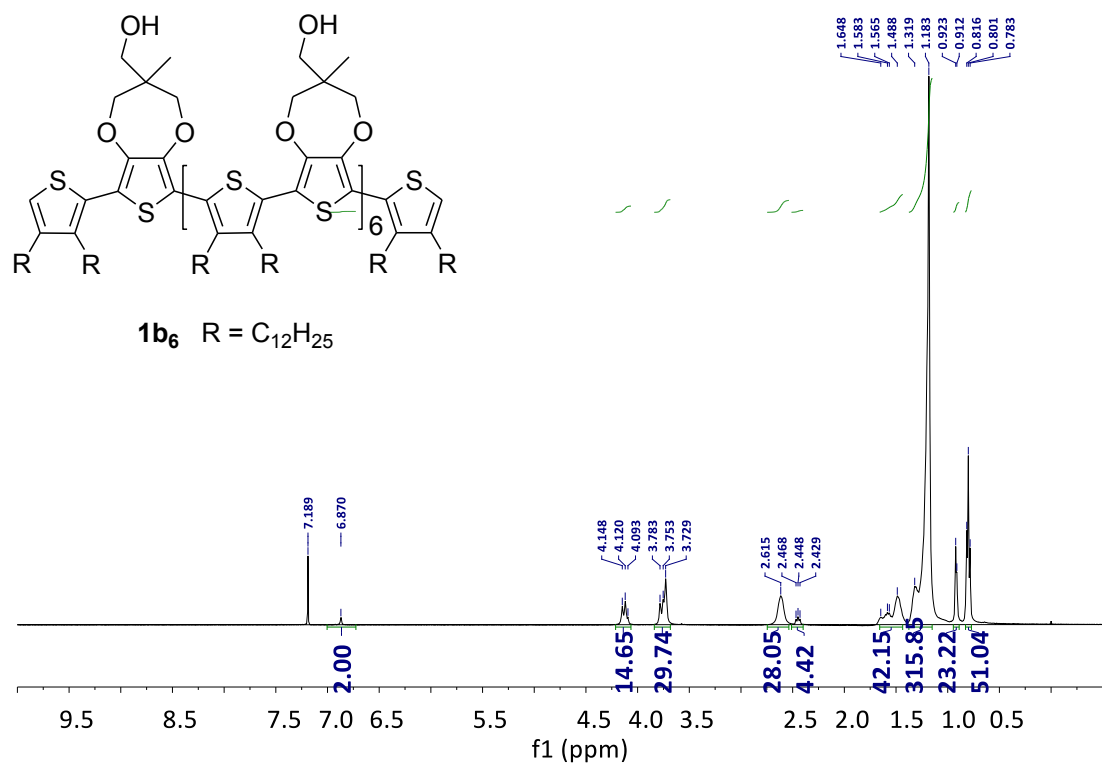 OH OH
1.648 1.583 1.565 1.488 1.319 1.183 0.923 0.912 0.816 0.801 0.783
O O O O
S S S
S S 6
R R R R R R
1b6 R = C12H25
7.189 6.870 4.148 4.120 4.093 3.783 3.753 3.729 2.615 2.468 2.448 2.429
2.00 14.65 29.74 28.05 4.42 42.15 315.85 23.22 51.04
9.5 8.5 7.5 7.0 6.5 5.5 4.5 4.0 3.5 2.5 2.0 1.5 1.0 0.5
f1 (ppm)